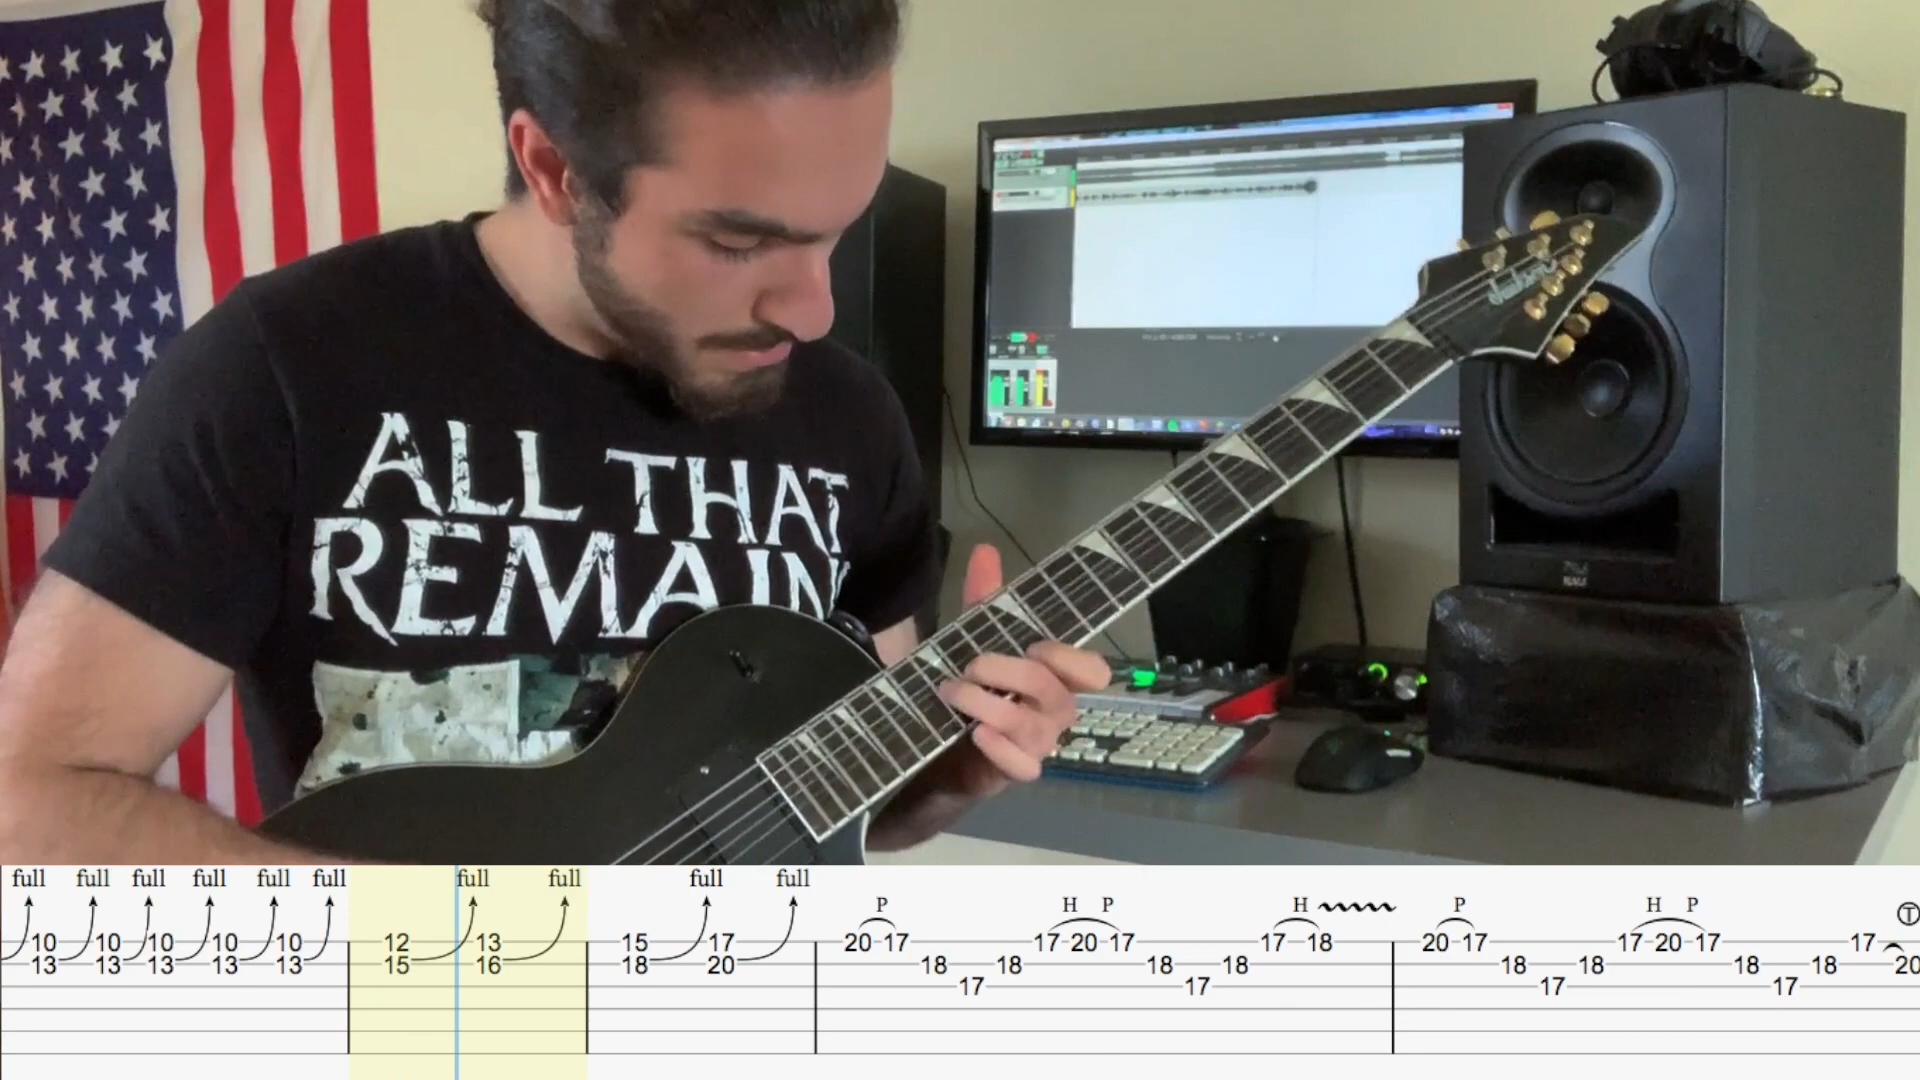 ALL THAT
REMAIN
full full full full full full full full full full
P H P H P H P
10 10 10 10 10 12 13 15 17 20 17 17 20 17 17 18 20 17 17 20 17 17
13 13 13 13 13 15 16 18 20 18 18 18 18 18 18 18 18 20
17 17 17 17
T